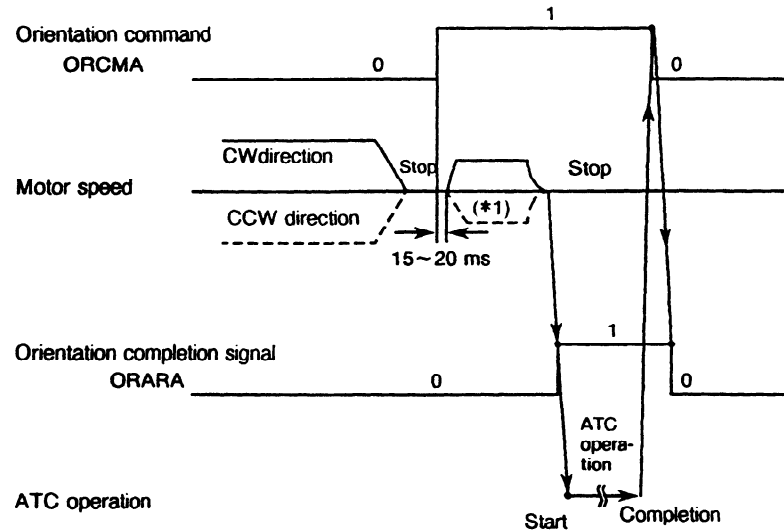 1
Orientation command
ORCMA
0
0
CWdirection
Stop
Stop
Motor speed
CCW direction
(*1)
15~20 ms
1
Orientation completion signal
ORARA
0
0
ATC
opera-
tion
ATC operation
Start
Completion